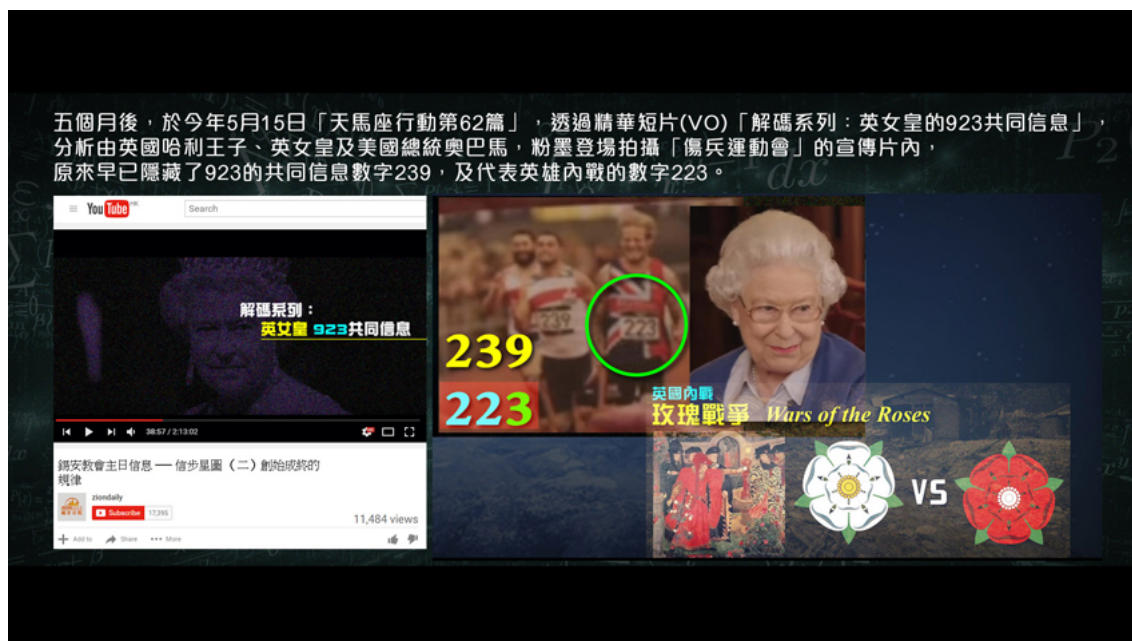 五個月後，於今年5月15日「天馬座行動第62篇」，透過精華短片(VO)「解碼系列：英女皇的923共同信息」，
分析由英國哈利王子、英女皇及美國總統奧巴馬，粉墨登場拍攝「傷兵運動會」的宣傳片內，
原來早已隱藏了923的共同信息數字239，及代表英雄內戰的數字223。
YouTube HK
Search
解碼系列：
英女皇 923共同信息
38:57 / 2:13:02
錫安教會主日信息 — 信步星圖（二）創始成終的
規律
ziondaily
Subscribe 17,395
11,484 views
Add to Share More
239
223
239
223
英國內戰
玫瑰戰爭 Wars of the Roses
VS